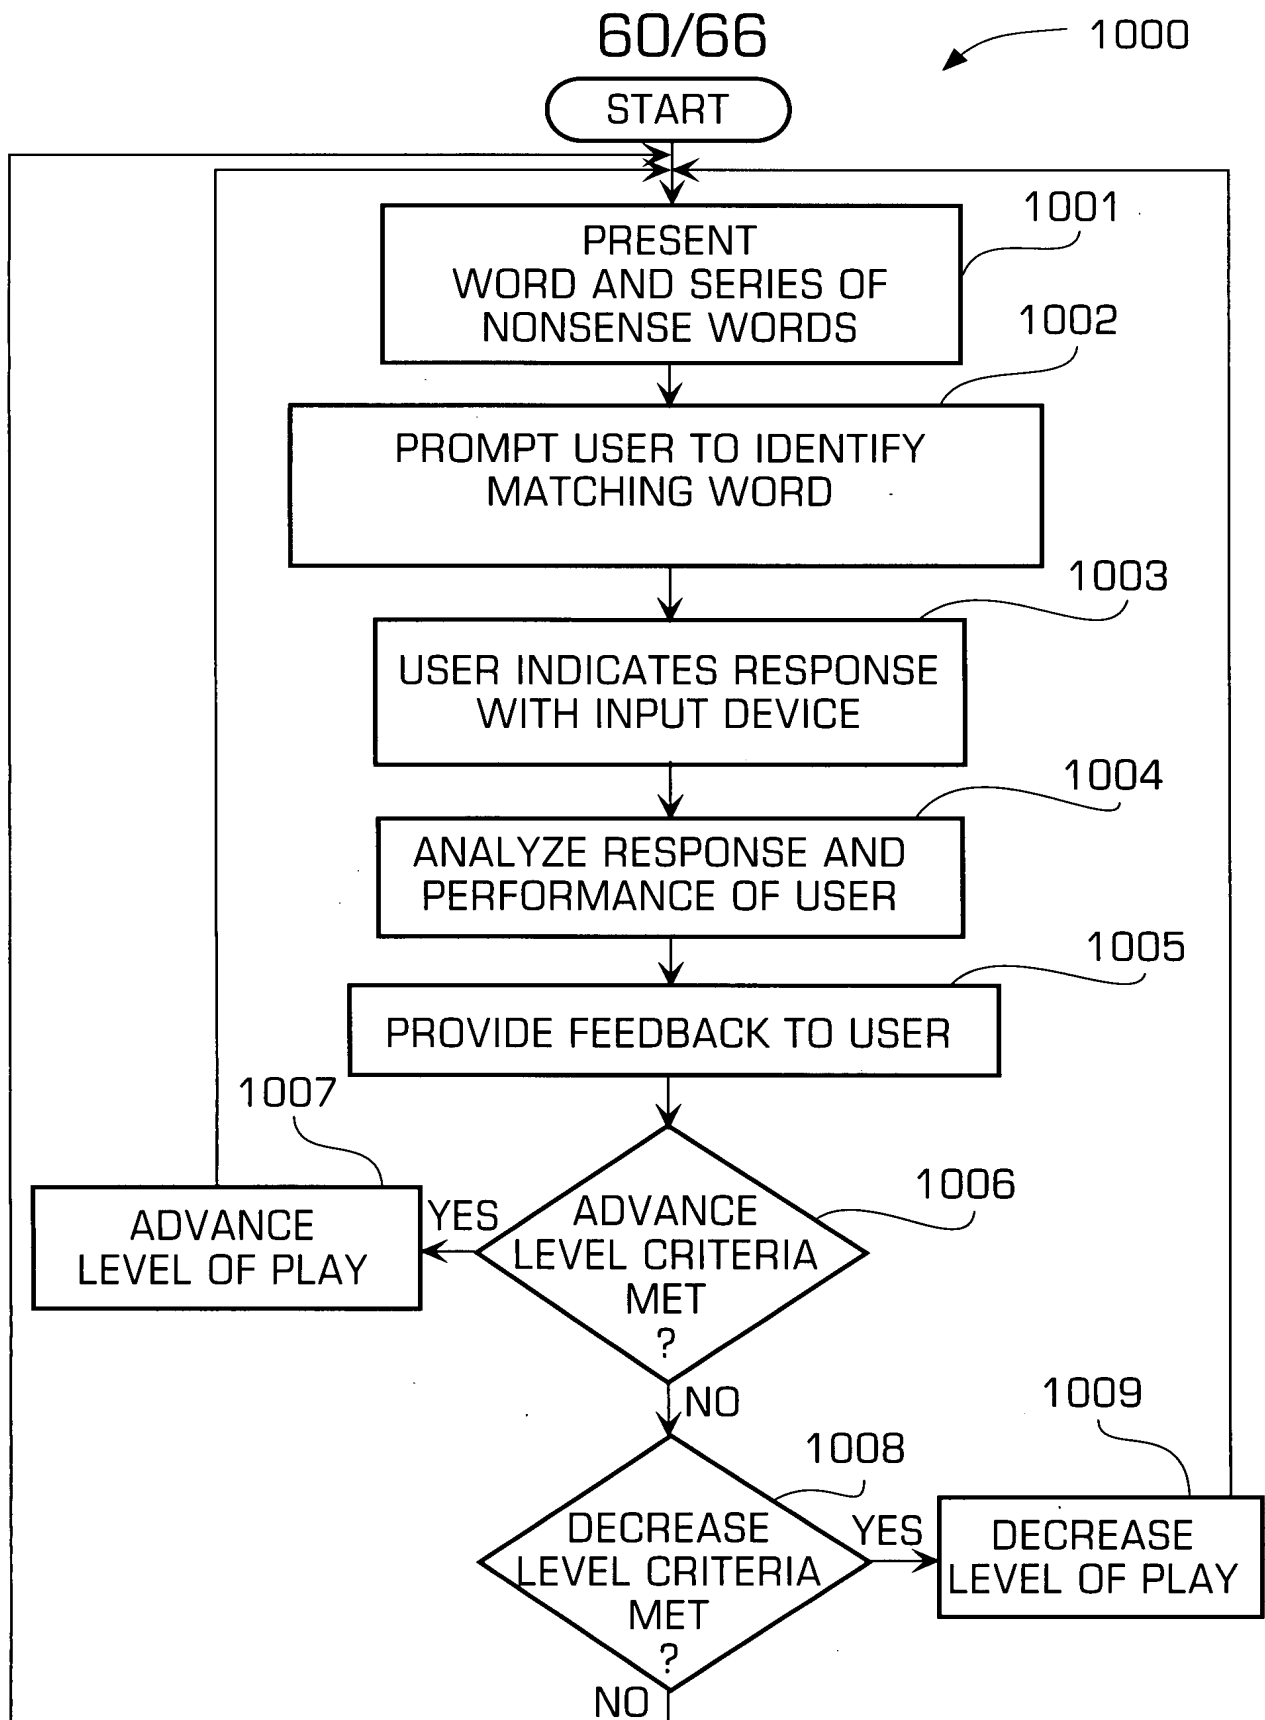 60/66
1000
START
1001
PRESENT
WORD AND SERIES OF
NONSENSE WORDS
1002
PROMPT USER TO IDENTIFY
MATCHING WORD
1003
USER INDICATES RESPONSE
WITH INPUT DEVICE
1004
ANALYZE RESPONSE AND
PERFORMANCE OF USER
1005
PROVIDE FEEDBACK TO USER
1007
ADVANCE
LEVEL OF PLAY
YES
1006
ADVANCE
LEVEL CRITERIA
MET
?
NO
1008
DECREASE
LEVEL CRITERIA
MET
?
YES
1009
DECREASE
LEVEL OF PLAY
NO